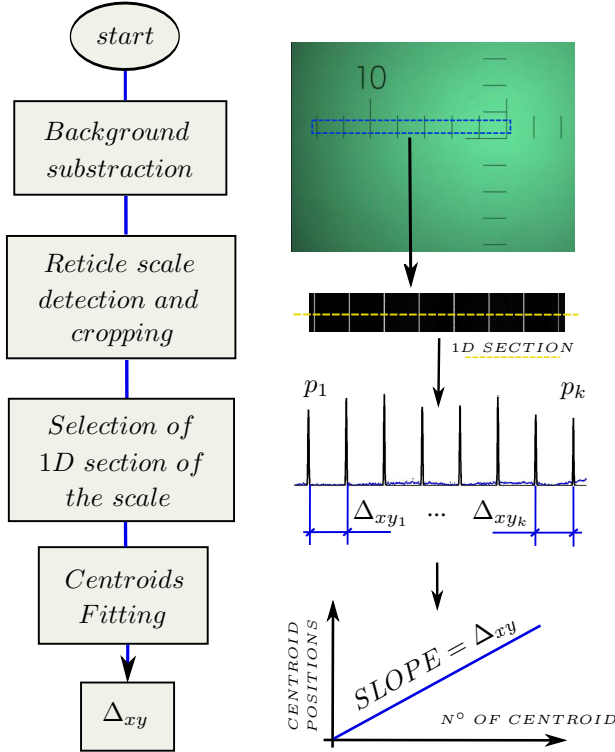 start
Background
substraction
Reticle scale
detection and
cropping
Selection of
1D section of
the scale
Centroids
Fitting
Δxy
10
1D SECTION
p1 pk
Δxy1 ... Δxyk
CENTROID
POSITIONS
SLOPE = Δxy
N° OF CENTROID